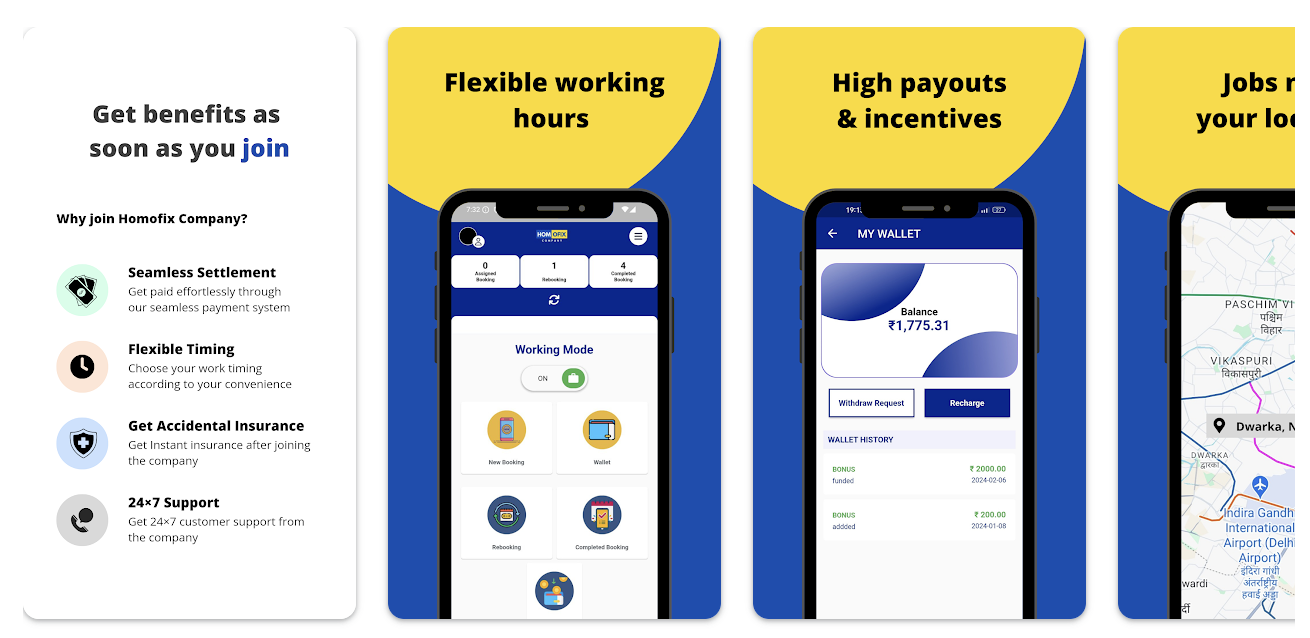 Get benefits as
soon as you join
Why join Homofix Company?
Seamless Settlement
Get paid effortlessly through
our seamless payment system
Flexible Timing
Choose your work timing
according to your convenience
Get Accidental Insurance
Get Instant insurance after joining
the company
24×7 Support
Get 24×7 customer support from
the company
Flexible working
hours
7:32
HOMOFIX
COMPANY
0
Assigned
Booking
1
Rebooking
4
Completed
Booking
Working Mode
ON
New Booking
Wallet
Rebooking
Completed Booking
High payouts
& incentives
19:1
27
MY WALLET
Balance
₹1,775.31
Withdraw Request
Recharge
WALLET HISTORY
BONUS
₹ 2000.00
funded
2024-02-06
BONUS
₹ 200.00
addded
2024-01-08
Jobs
your
PASCHIM VI
पश्चिम
विहार
VIKASPURI
विकासपुरी
Dwarka, N
DWARKA
द्वारका
Indira Gandh
International
Airport (Delh
Airport)
इंदिरा गांधी
अंतर्राष्ट्रीय
हवाई अड्डा
wardi
र्दी